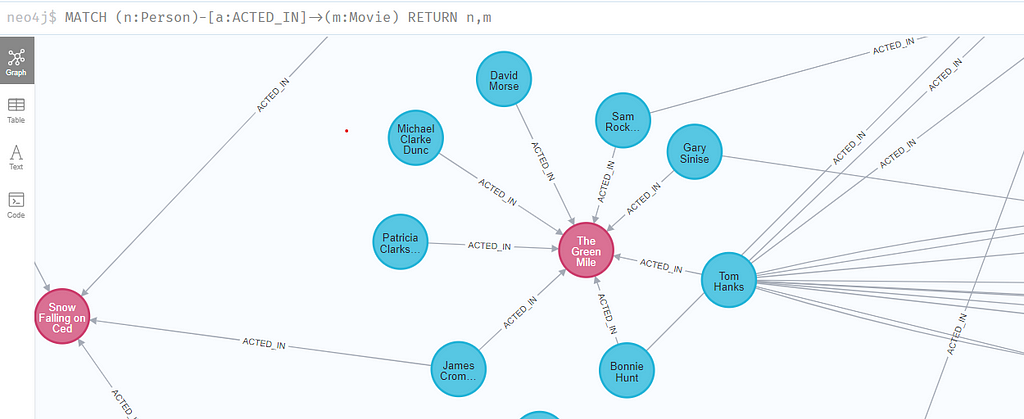 neo4j$ MATCH (n:Person)-[a:ACTED_IN]->(m:Movie) RETURN n,m
Graph
Table
Text
Code
ACTED_IN
ACTED_IN
ACTED_IN
ACTED_IN
ACTED_IN
David
Morse
Sam
Rock...
Michael
Clarke
Dunc
Gary
Sinise
ACTED_IN
ACTED_IN
ACTED_IN
ACTED_IN
Patricia
Clarks...
ACTED_IN
The
Green
Mile
ACTED_IN
Tom
Hanks
Snow
Falling on
Ced
ACTED_IN
ACTED_IN
ACTED_IN
ACTED_IN
James
Crom...
Bonnie
Hunt